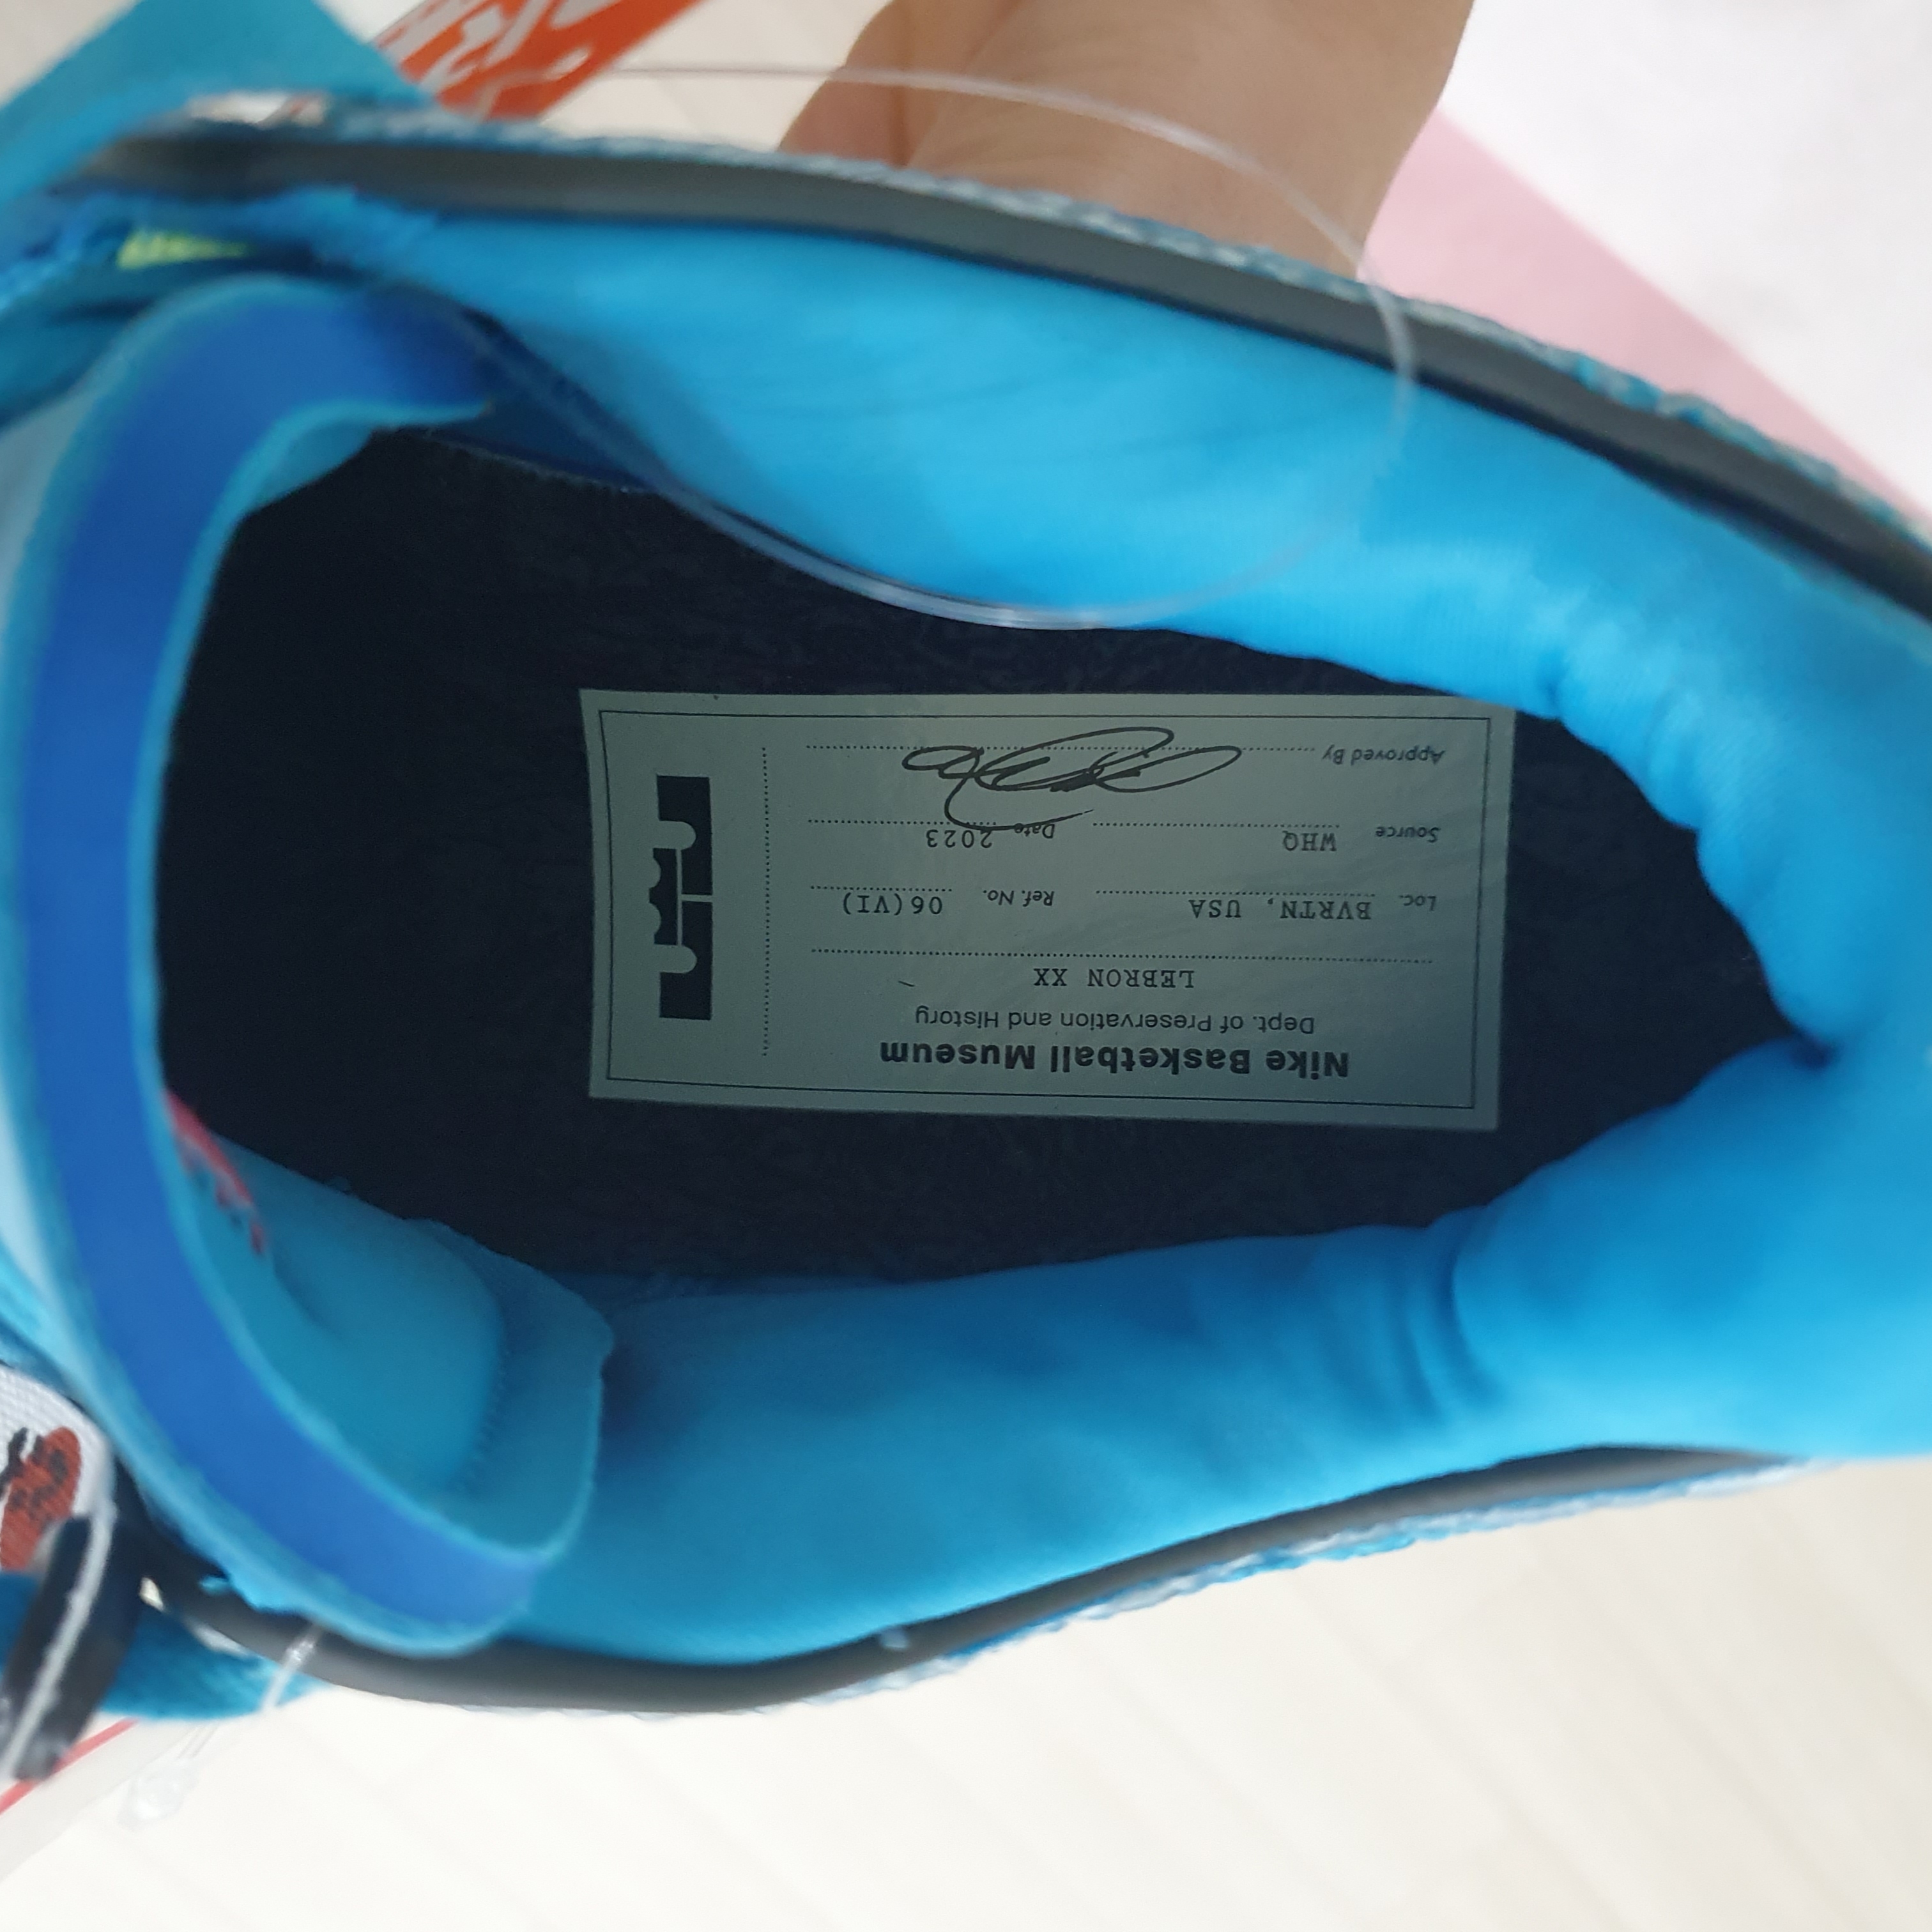 Nike Basketball Museum
Dept. of Preservation and History
LEBRON XX
Loc. BVRTN, USA Ref. No. 06(VI)
Source WHQ Date 2023
Approved By